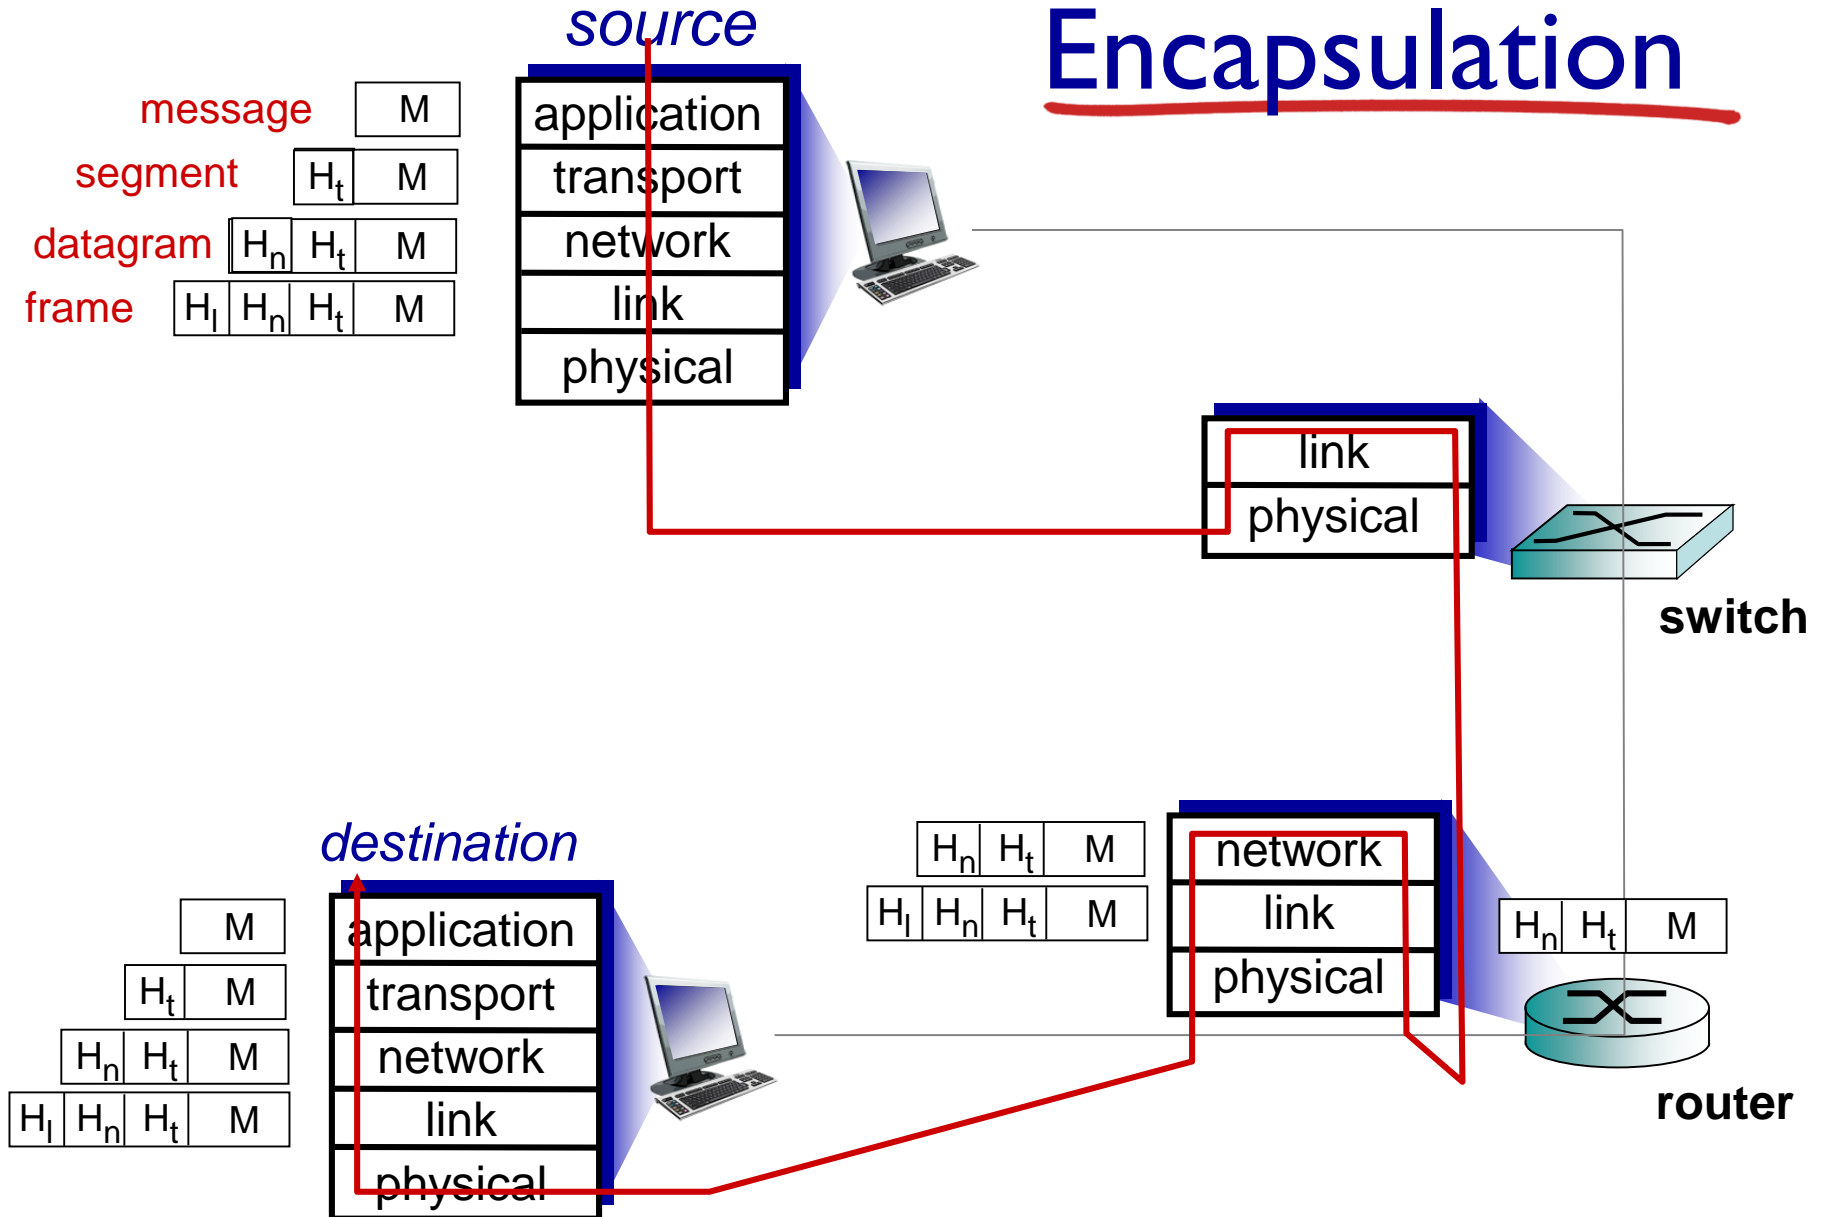 source
Encapsulation
message M
segment Ht M
datagram Hn Ht M
frame Hl Hn Ht M
application
transport
network
link
physical
link
physical
switch
destination
M
Ht M
Hn Ht M
Hl Hn Ht M
application
transport
network
link
physical
Hn Ht M
Hl Hn Ht M
network
link
physical
Hn Ht M
router